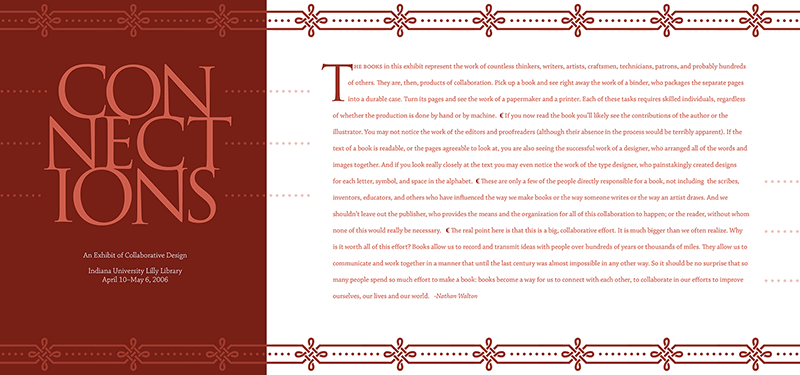 CON
NECT
IONS
An Exhibit of Collaborative Design
Indiana University Lilly Library
April 10–May 6, 2006
THE BOOKS in this exhibit represent the work of countless thinkers, writers, artists, craftsmen, technicians, patrons, and probably hundreds
of others. They are, then, products of collaboration. Pick up a book and see right away the work of a binder, who packages the separate pages
into a durable case. Turn its pages and see the work of a papermaker and a printer. Each of these tasks requires skilled individuals, regardless
of whether the production is done by hand or by machine. ¶ If you now read the book you'll likely see the contributions of the author or the
illustrator. You may not notice the work of the editors and proofreaders (although their absence in the process would be terribly apparent). If the
text of a book is readable, or the pages agreeable to look at, you are also seeing the successful work of a designer, who arranged all of the words and
images together. And if you look really closely at the text you may even notice the work of the type designer, who painstakingly created designs
for each letter, symbol, and space in the alphabet. ¶ These are only a few of the people directly responsible for a book, not including the scribes,
inventors, educators, and others who have influenced the way we make books or the way someone writes or the way an artist draws. And we
shouldn't leave out the publisher, who provides the means and the organization for all of this collaboration to happen; or the reader, without whom
none of this would really be necessary. ¶ The real point here is that this is a big, collaborative effort. It is much bigger than we often realize. Why
is it worth all of this effort? Books allow us to record and transmit ideas with people over hundreds of years or thousands of miles. They allow us to
communicate and work together in a manner that until the last century was almost impossible in any other way. So it should be no surprise that so
many people spend so much effort to make a book: books become a way for us to connect with each other, to collaborate in our efforts to improve
ourselves, our lives and our world. -Nathan Walton